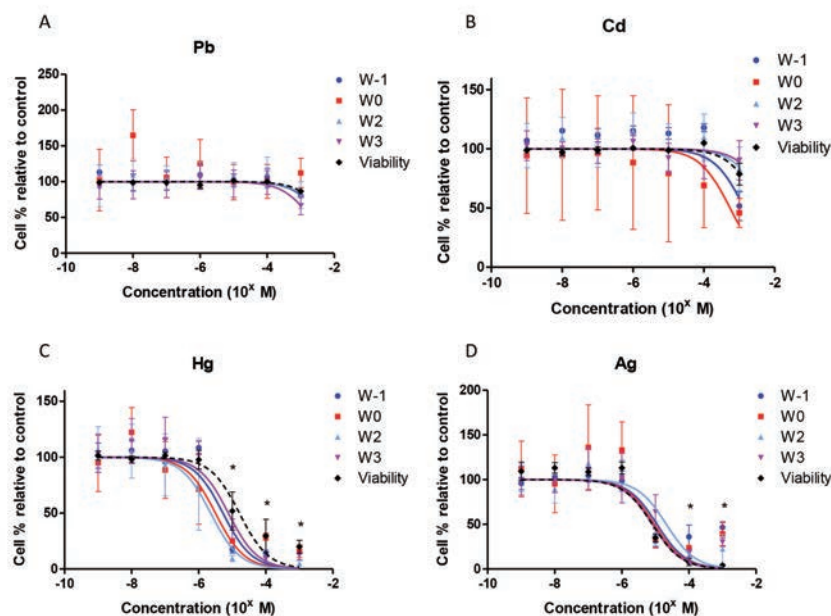 A
Pb
Cell % relative to control
250
200
150
100
50
0
-10
-8
-6
-4
-2
Concentration (10ˣ M)
W-1
W0
W2
W3
Viability
B
Cd
Cell % relative to control
150
100
50
0
-10
-8
-6
-4
-2
Concentration (10ˣ M)
W-1
W0
W2
W3
Viability
C
Hg
Cell % relative to control
150
100
50
0
-10
-8
-6
-4
-2
* * *
Concentration (10ˣ M)
W-1
W0
W2
W3
Viability
D
Ag
Cell % relative to control
200
150
100
50
0
-10
-8
-6
-4
-2
* *
Concentration (10ˣ M)
W-1
W0
W2
W3
Viability